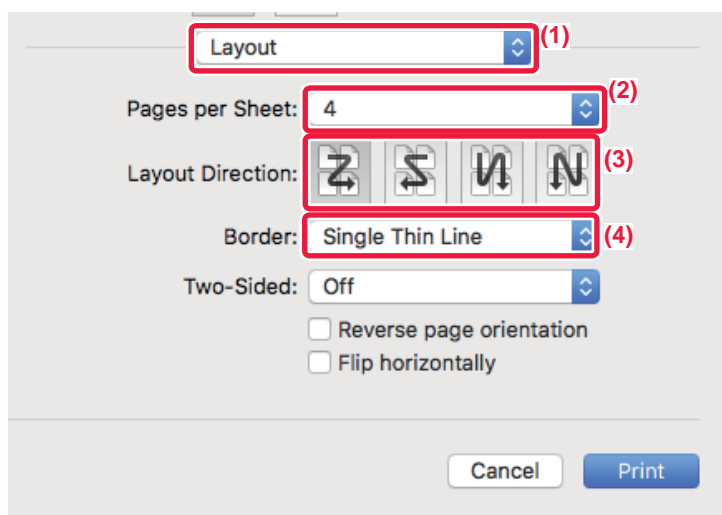 Layout (1)
Pages per Sheet: 4 (2)
Layout Direction: (3)
Border: Single Thin Line (4)
Two-Sided: Off
Reverse page orientation
Flip horizontally
Cancel Print